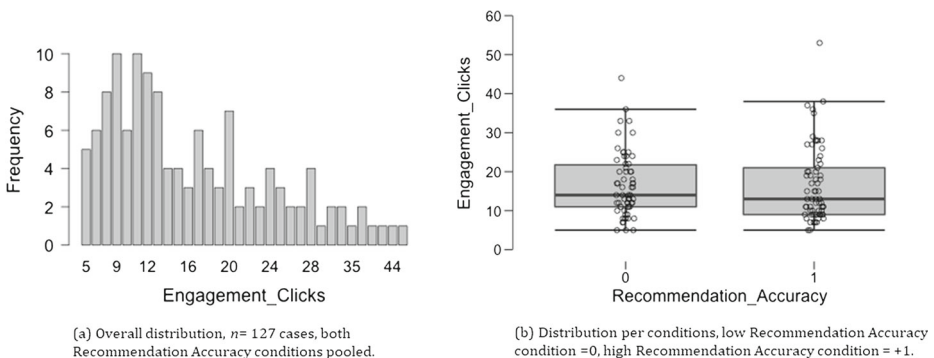 10
8
6
4
2
0
Frequency
5 9 12 16 20 24 28 35 44
Engagement_Clicks
(a) Overall distribution, n= 127 cases, both
Recommendation Accuracy conditions pooled.
60
50
40
30
20
10
0
Engagement_Clicks
0 1
Recommendation_Accuracy
(b) Distribution per conditions, low Recommendation Accuracy
condition =0, high Recommendation Accuracy condition = +1.